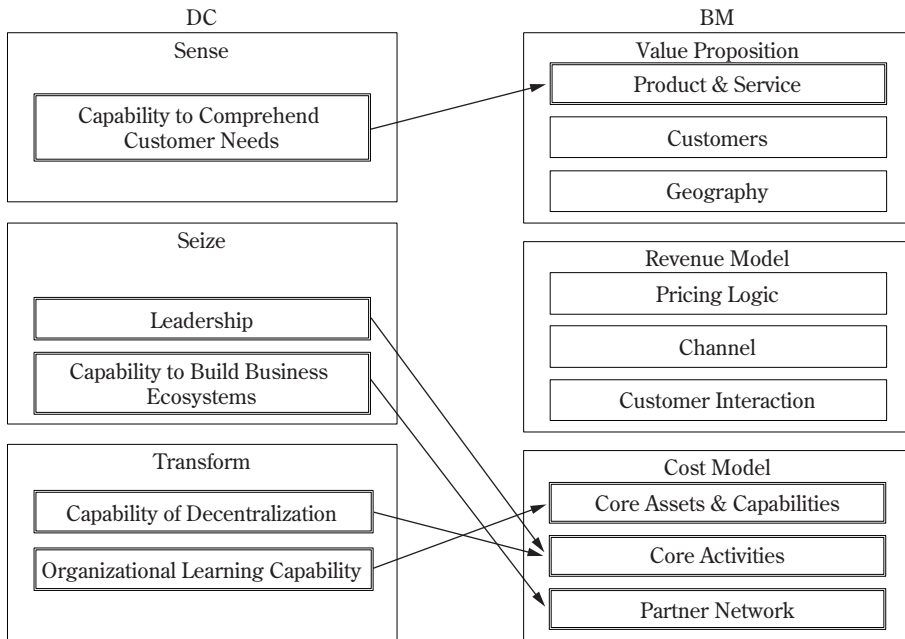 DC
Sense
Capability to Comprehend
Customer Needs
Seize
Leadership
Capability to Build Business
Ecosystems
Transform
Capability of Decentralization
Organizational Learning Capability
BM
Value Proposition
Product & Service
Customers
Geography
Revenue Model
Pricing Logic
Channel
Customer Interaction
Cost Model
Core Assets & Capabilities
Core Activities
Partner Network